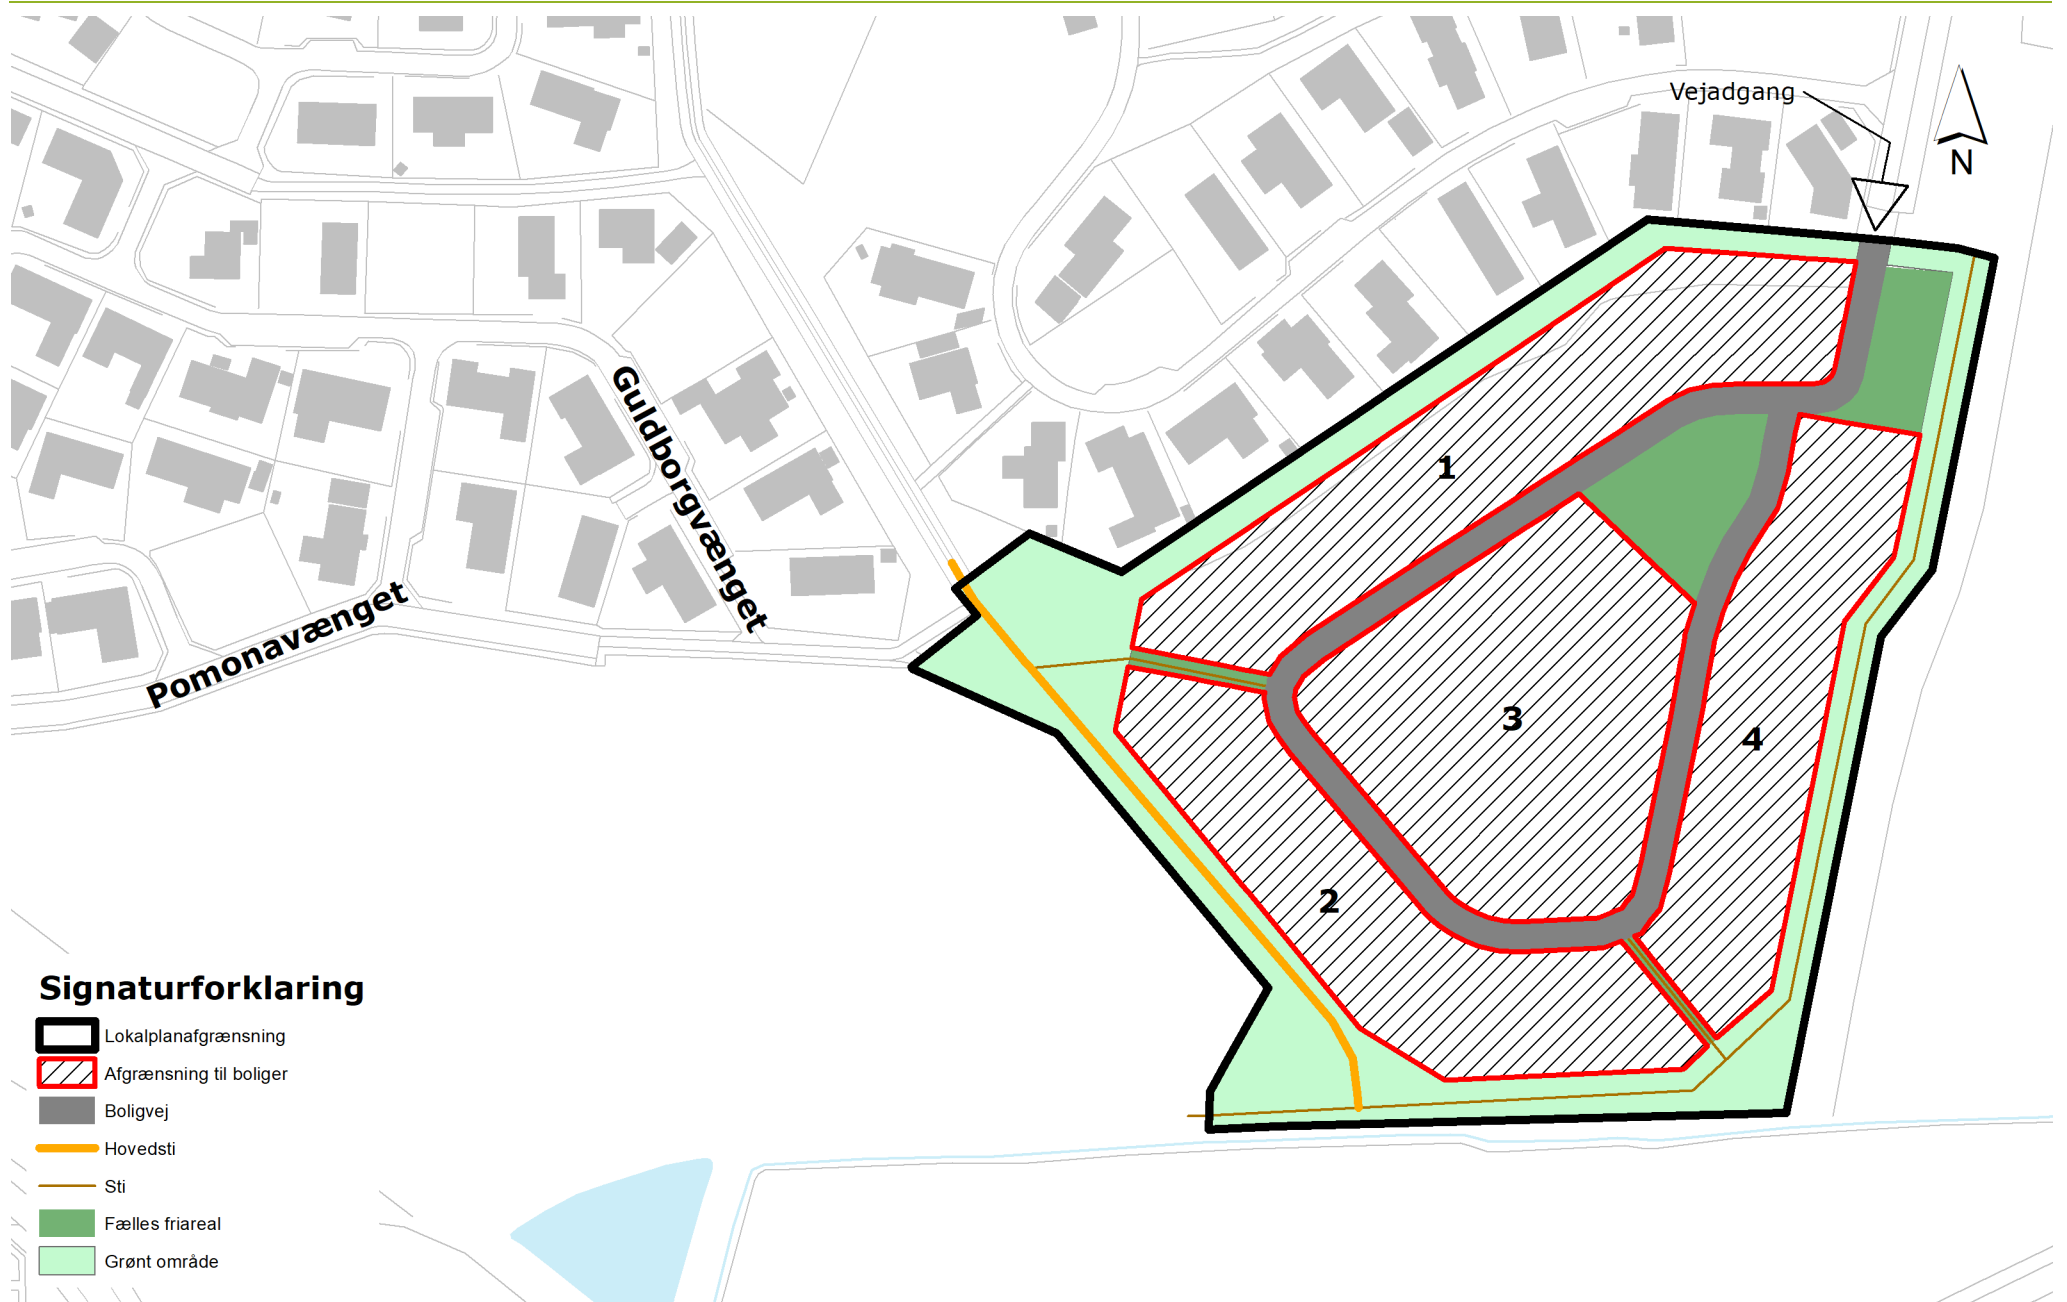 Vejadgang
N
Guldborgvænget
Pomonavænget
1
3
4
2
Signaturforklaring
Lokalplanafgrænsning
Afgrænsning til boliger
Boligvej
Hovedsti
Sti
Fælles friareal
Grønt område